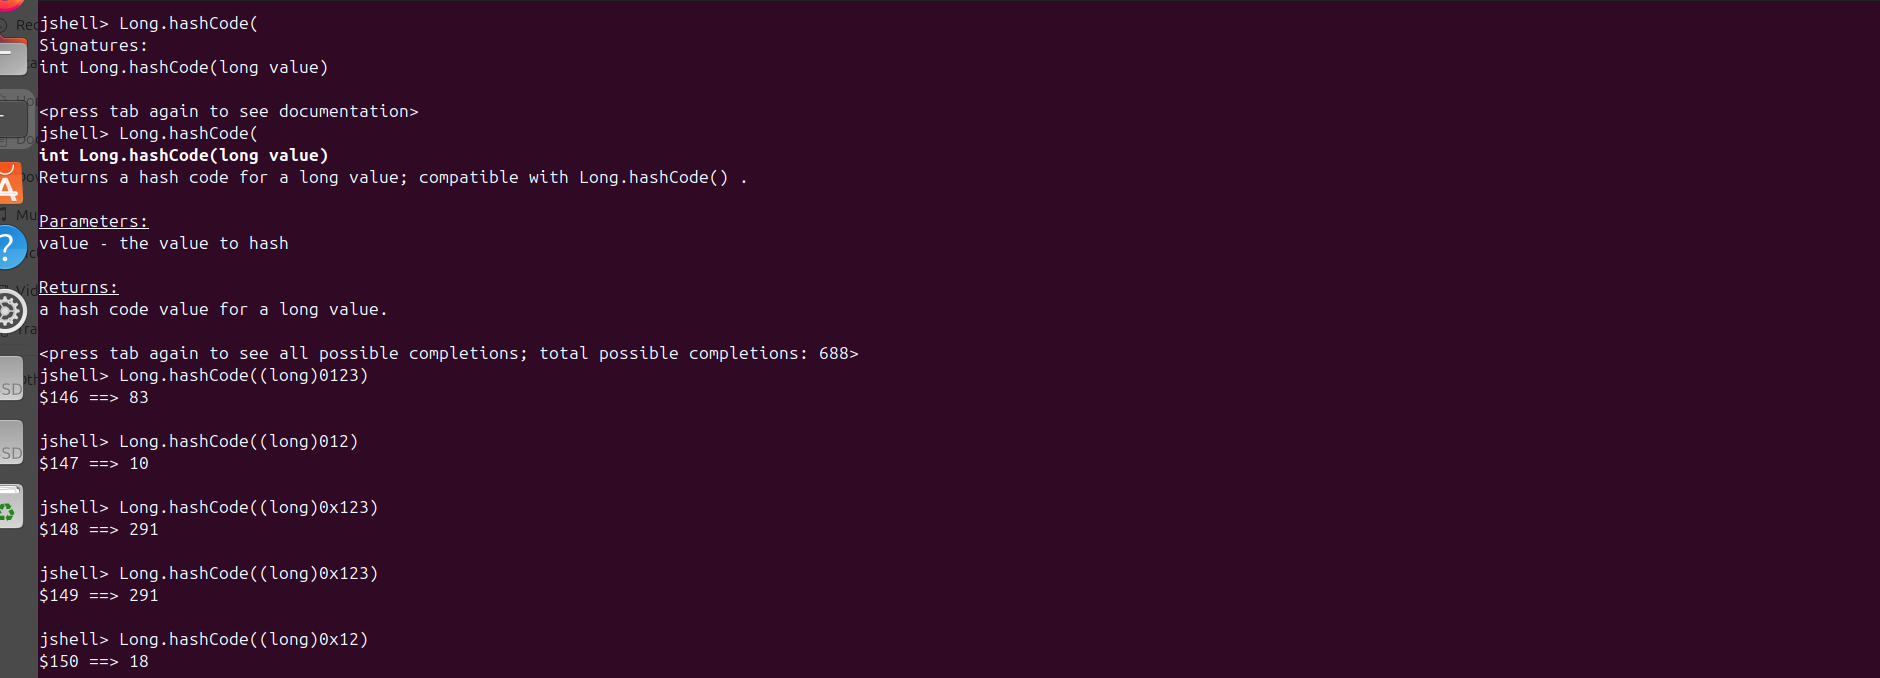 jshell> Long.hashCode(
Signatures:
int Long.hashCode(long value)
<press tab again to see documentation>
jshell> Long.hashCode(
int Long.hashCode(long value)
Returns a hash code for a long value; compatible with Long.hashCode() .
Parameters:
value - the value to hash
Returns:
a hash code value for a long value.
<press tab again to see all possible completions; total possible completions: 688>
jshell> Long.hashCode((long)0123)
$146 ==> 83
jshell> Long.hashCode((long)012)
$147 ==> 10
jshell> Long.hashCode((long)0x123)
$148 ==> 291
jshell> Long.hashCode((long)0x123)
$149 ==> 291
jshell> Long.hashCode((long)0x12)
$150 ==> 18